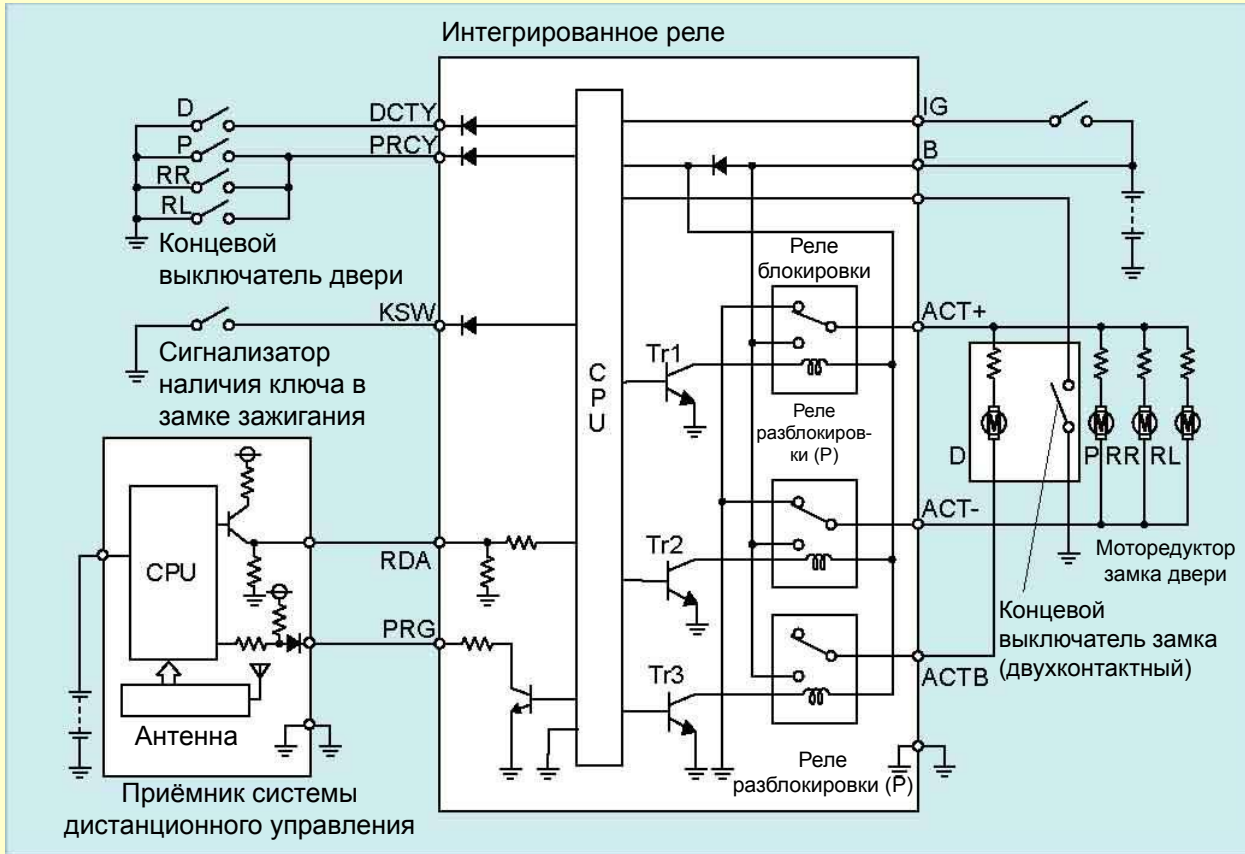 Интегрированное реле
D
DCTY
P
PRCY
RR
RL
Концевой
выключатель двери
KSW
Сигнализатор
наличия ключа в
замке зажигания
CPU
RDA
PRG
Антенна
Приёмник системы
дистанционного управления
CPU
Tr1
Tr2
Tr3
Реле
блокировки
Реле
разблокиров-
ки (Р)
Реле
разблокировки (Р)
IG
B
ACT+
D
M
P
M
RR
M
RL
M
ACT-
ACTB
Моторедуктор
замка двери
Концевой
выключатель замка
(двухконтактный)